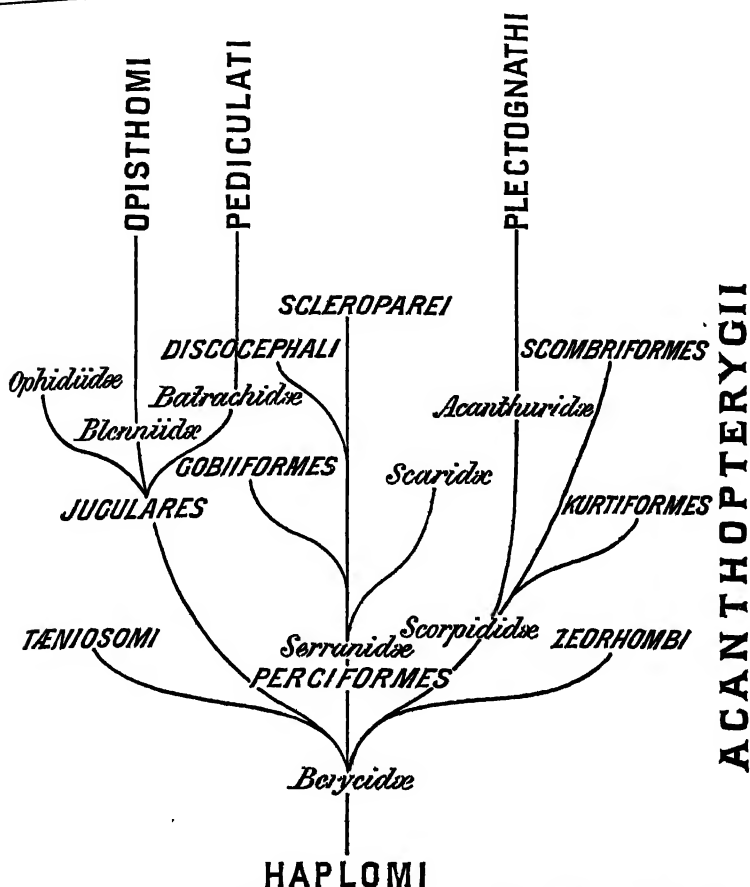 OPISTHOMI
PEDICULATI
PLECTOGNATHI
SCLEROPAREI
DISCOCEPHALI
SCOMBRIFORMES
Ophidiidæ
Batrachidæ
Acanthuridæ
Blenniidæ
GOBIIFORMES
Scaridæ
JUGULARES
KURTIFORMES
TÆNIOSOMI
Serranidæ
Scorpididæ
ZEORHOMBI
PERCIFORMES
Berycidæ
HAPLOMI
ACANTHOPTERYGII